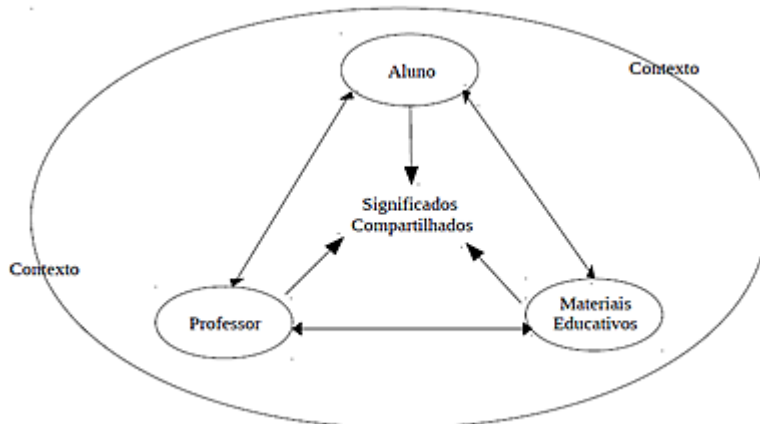 Aluno
Contexto
Significados
Compartilhados
Contexto
Professor
Materiais
Educativos